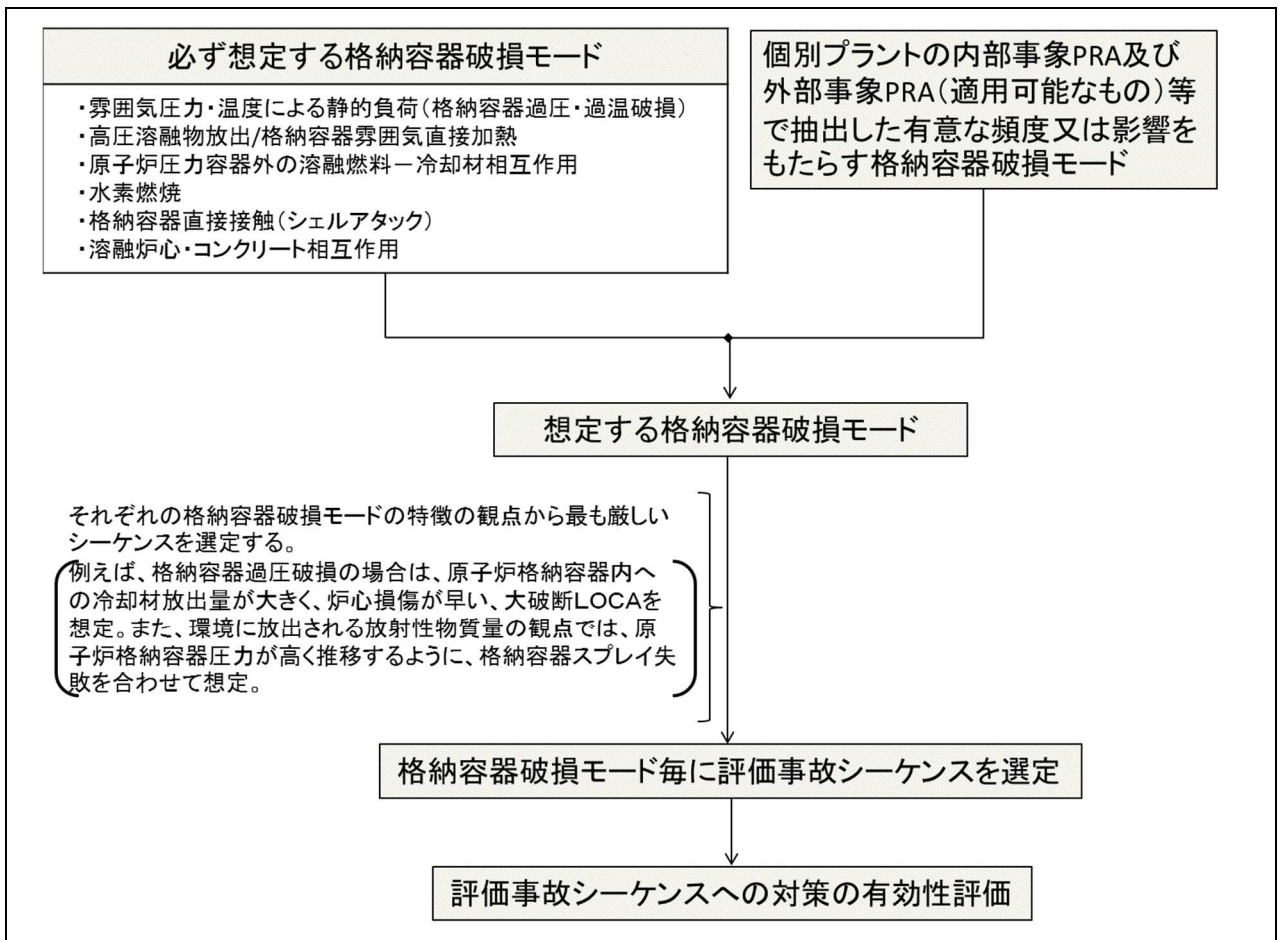 必ず想定する格納容器破損モード
・雰囲気圧力・温度による静的負荷（格納容器過圧・過温破損）
・高圧溶融物放出/格納容器雰囲気直接加熱
・原子炉圧力容器外の溶融燃料－冷却材相互作用
・水素燃焼
・格納容器直接接触（シェルアタック）
・溶融炉心・コンクリート相互作用
個別プラントの内部事象PRA及び
外部事象PRA（適用可能なもの）等
で抽出した有意な頻度又は影響を
もたらす格納容器破損モード
想定する格納容器破損モード
それぞれの格納容器破損モードの特徴の観点から最も厳しい
シーケンスを選定する。
例えば、格納容器過圧破損の場合は、原子炉格納容器内へ
の冷却材放出量が大きく、炉心損傷が早い、大破断ＬＯＣＡを
想定。また、環境に放出される放射性物質量の観点では、原
子炉格納容器圧力が高く推移するように、格納容器スプレイ失
敗を合わせて想定。
格納容器破損モード毎に評価事故シーケンスを選定
評価事故シーケンスへの対策の有効性評価